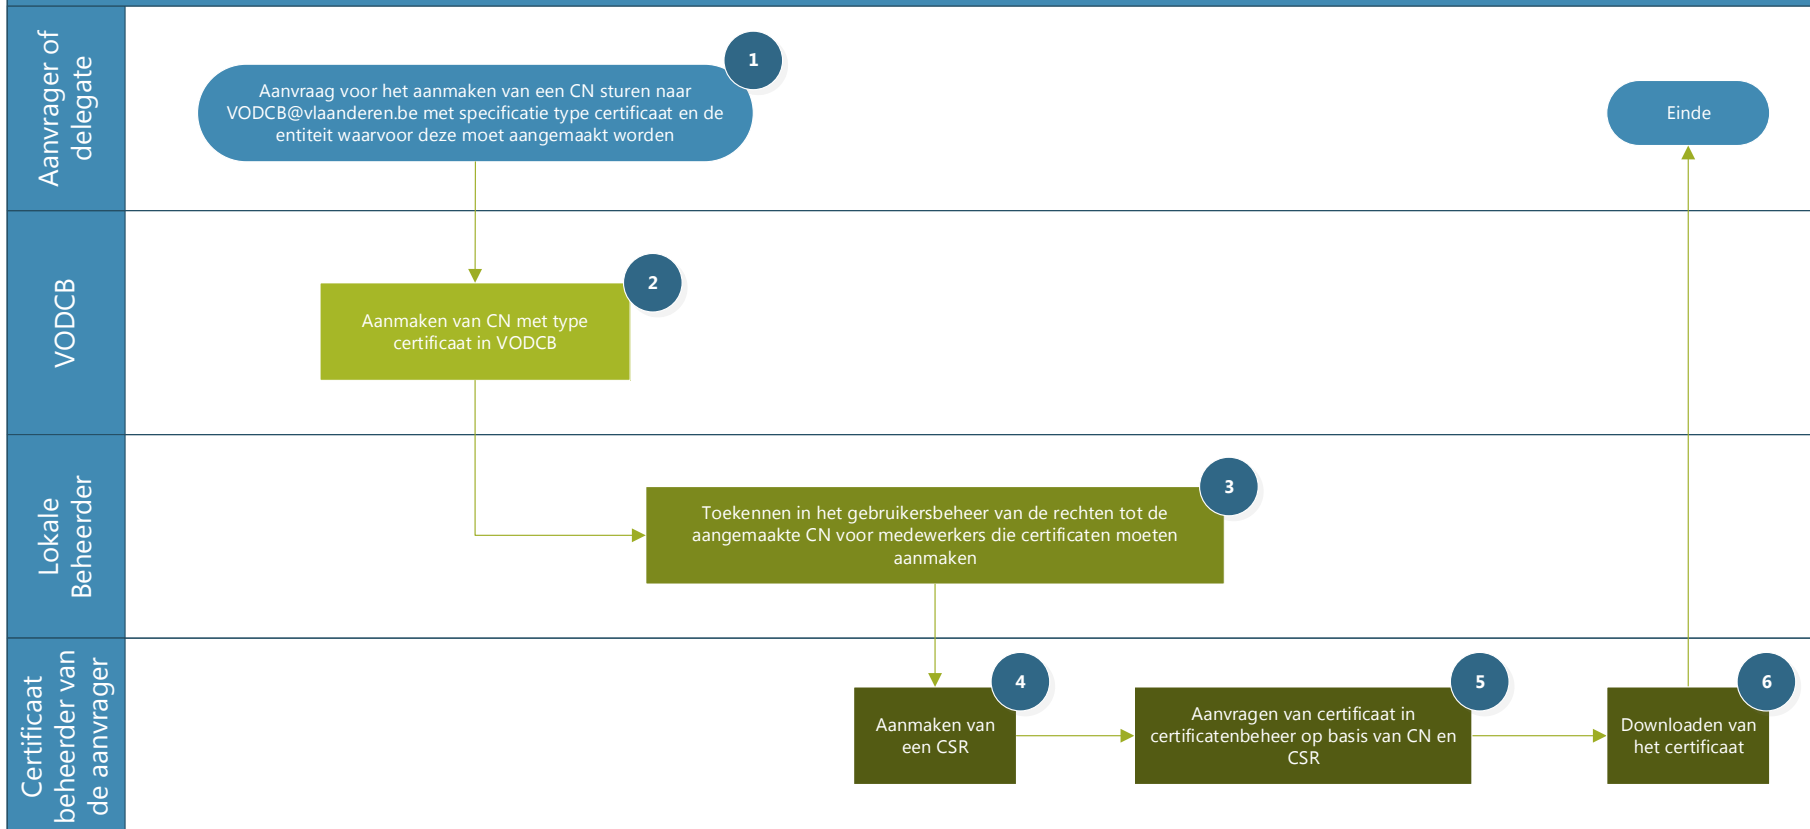 Aanvrager of
delegate
1
Aanvraag voor het aanmaken van een CN sturen naar
VODCB@vlaanderen.be met specificatie type certificaat en de
entiteit waarvoor deze moet aangemaakt worden
Einde
VODCB
2
Aanmaken van CN met type
certificaat in VODCB
Lokale
Beheerder
3
Toekennen in het gebruikersbeheer van de rechten tot de
aangemaakte CN voor medewerkers die certificaten moeten
aanmaken
Certificaat
beheerder van
de aanvrager
4
Aanmaken van
een CSR
5
Aanvragen van certificaat in
certificatenbeheer op basis van CN en
CSR
6
Downloaden van
het certificaat